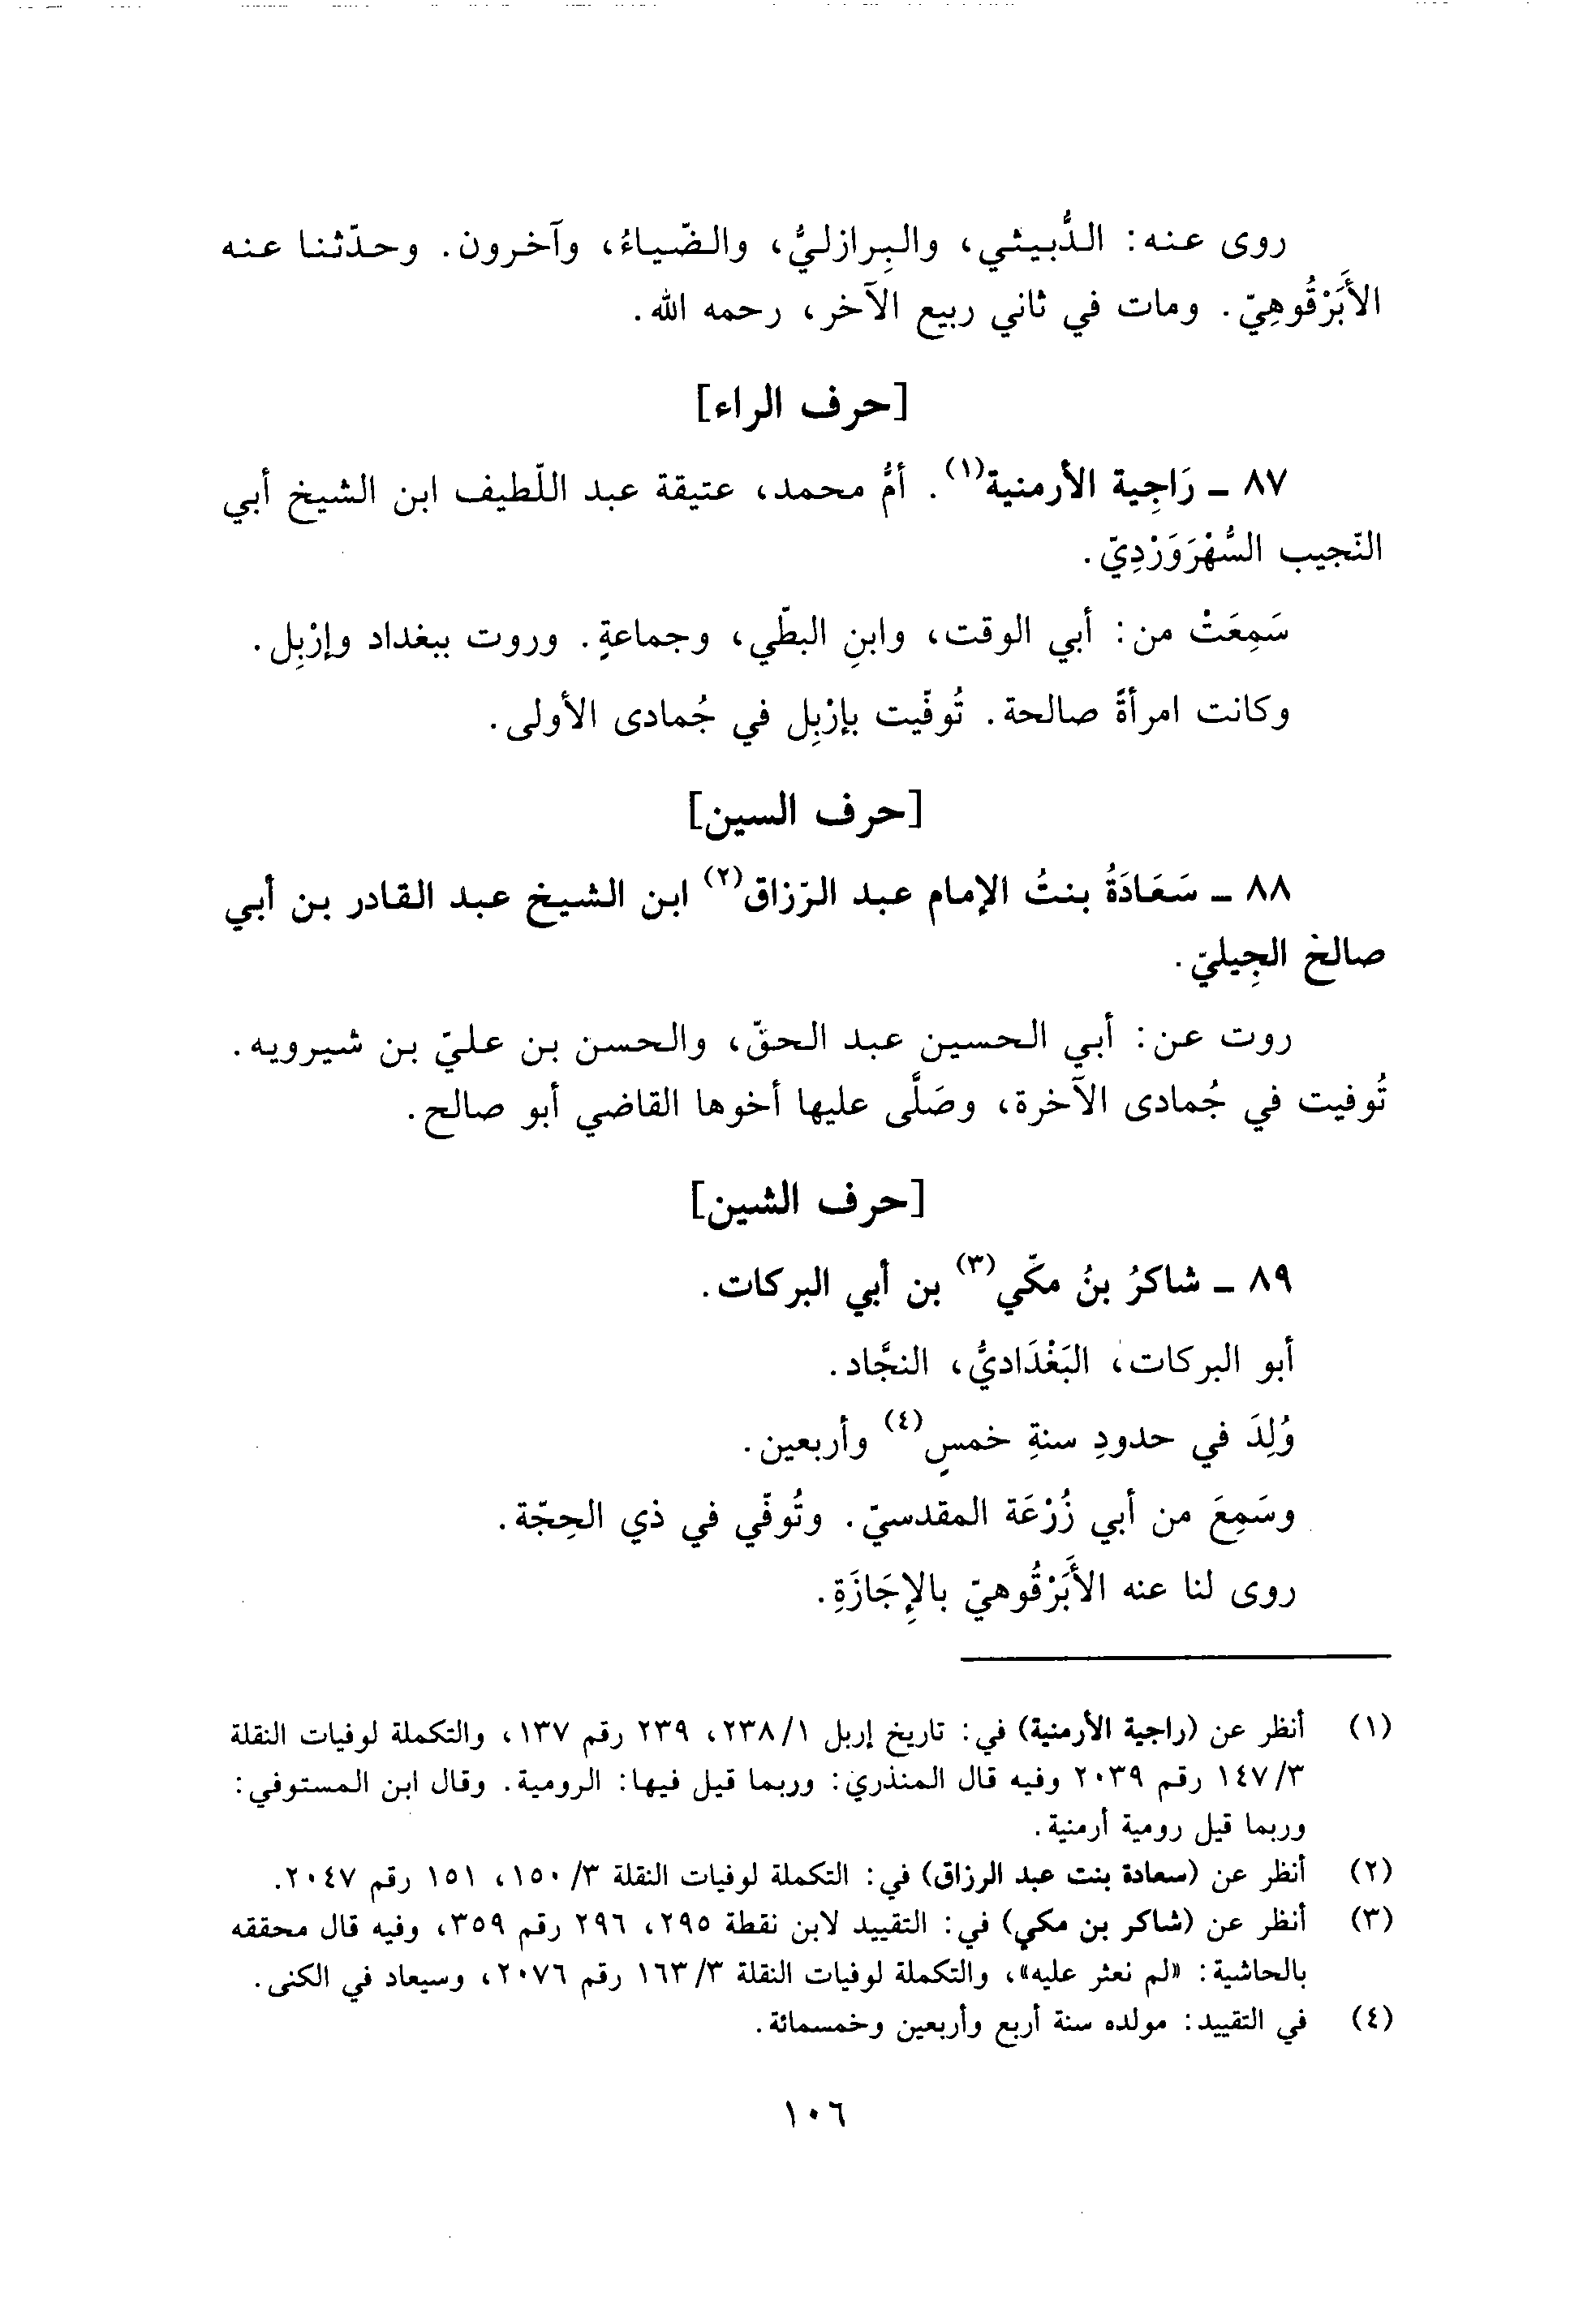 روى عنه: الدُّبيثي، والبِرازليُّ، والضّياءُ، وآخرون. وحدّثنا عنه
الأَبَرْقُوهِيّ. ومات في ثاني ربيع الآخر، رحمه الله.
[حرف الراء]
٨٧ - رَاجِية الأرمنية(١). أمُّ محمد، عتيقة عبد اللّطيف ابن الشيخ أبي
النّجيب السُّهْرَوَرْدِيّ.
سَمِعَتْ من: أبي الوقت، وابنِ البطّي، وجماعةٍ. وروت ببغداد وإرْبِل.
وكانت امرأةً صالحة. تُوفّيت بإرْبِل في جُمادى الأولى.
[حرف السين]
٨٨ - سَعَادَةُ بنتُ الإمام عبد الرّزاق(٢) ابن الشيخ عبد القادر بن أبي
صالخ الجِيليّ.
روت عن: أبي الحسين عبد الحقّ، والحسن بن عليّ بن شيرويه.
تُوفيت في جُمادى الآخرة، وصَلَّى عليها أخوها القاضي أبو صالح.
[حرف الشين]
٨٩ - شاكرُ بنُ مكّي(٣) بن أبي البركات.
أبو البركات، البَغْدَاديُّ، النجَّاد.
وُلِدَ في حدودِ سنةِ خمسٍ(٤) وأربعين.
وسَمِعَ من أبي زُرْعَة المقدسيّ. وتُوفّي في ذي الحِجّة.
روى لنا عنه الأَبَرْقُوهيّ بالإِجَازَةِ.
(١) أنظر عن (راجية الأرمنية) في: تاريخ إربل ٢٣٨/١، ٢٣٩ رقم ١٣٧، والتكملة لوفيات النقلة
١٤٧/٣ رقم ٢٠٣٩ وفيه قال المنذري: وربما قيل فيها: الرومية. وقال ابن المستوفي:
وربما قيل رومية أرمنية.
(٢) أنظر عن (سعادة بنت عبد الرزاق) في: التكملة لوفيات النقلة ١٥٠/٣، ١٥١ رقم ٢٠٤٧.
(٣) أنظر عن (شاكر بن مكي) في: التقييد لابن نقطة ٢٩٥، ٢٩٦ رقم ٣٥٩، وفيه قال محققه
بالحاشية: «لم نعثر عليه»، والتكملة لوفيات النقلة ١٦٣/٣ رقم ٢٠٧٦، وسيعاد في الكنى.
(٤) في التقييد: مولده سنة أربع وأربعين وخمسمائة.
١٠٦